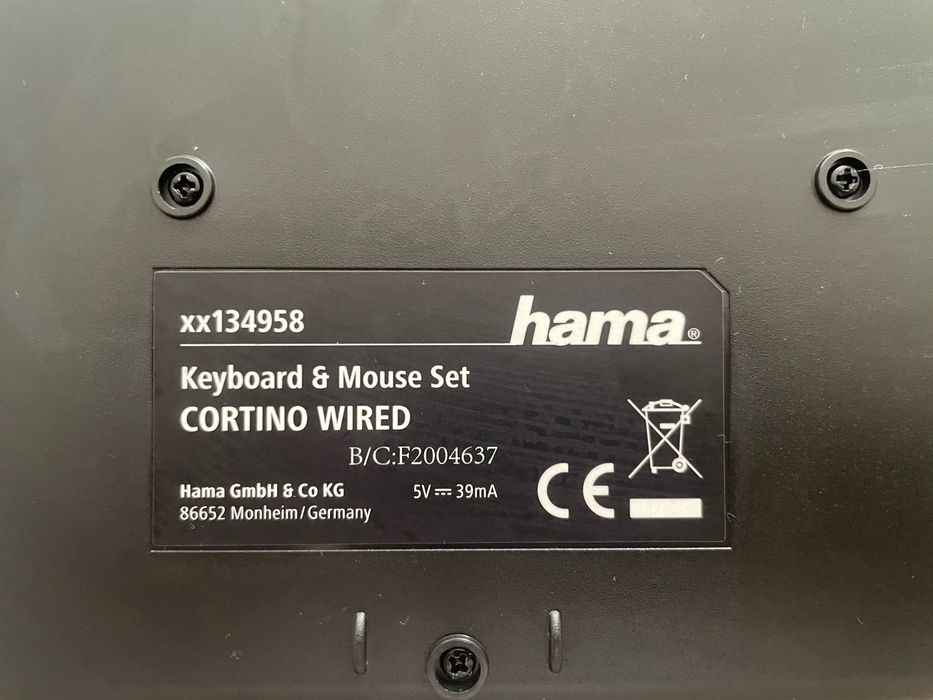 xx134958
hama®
Keyboard & Mouse Set
CORTINO WIRED
B/C:F2004637
Hama GmbH & Co KG
5V ⎓ 39mA
86652 Monheim/Germany
CE